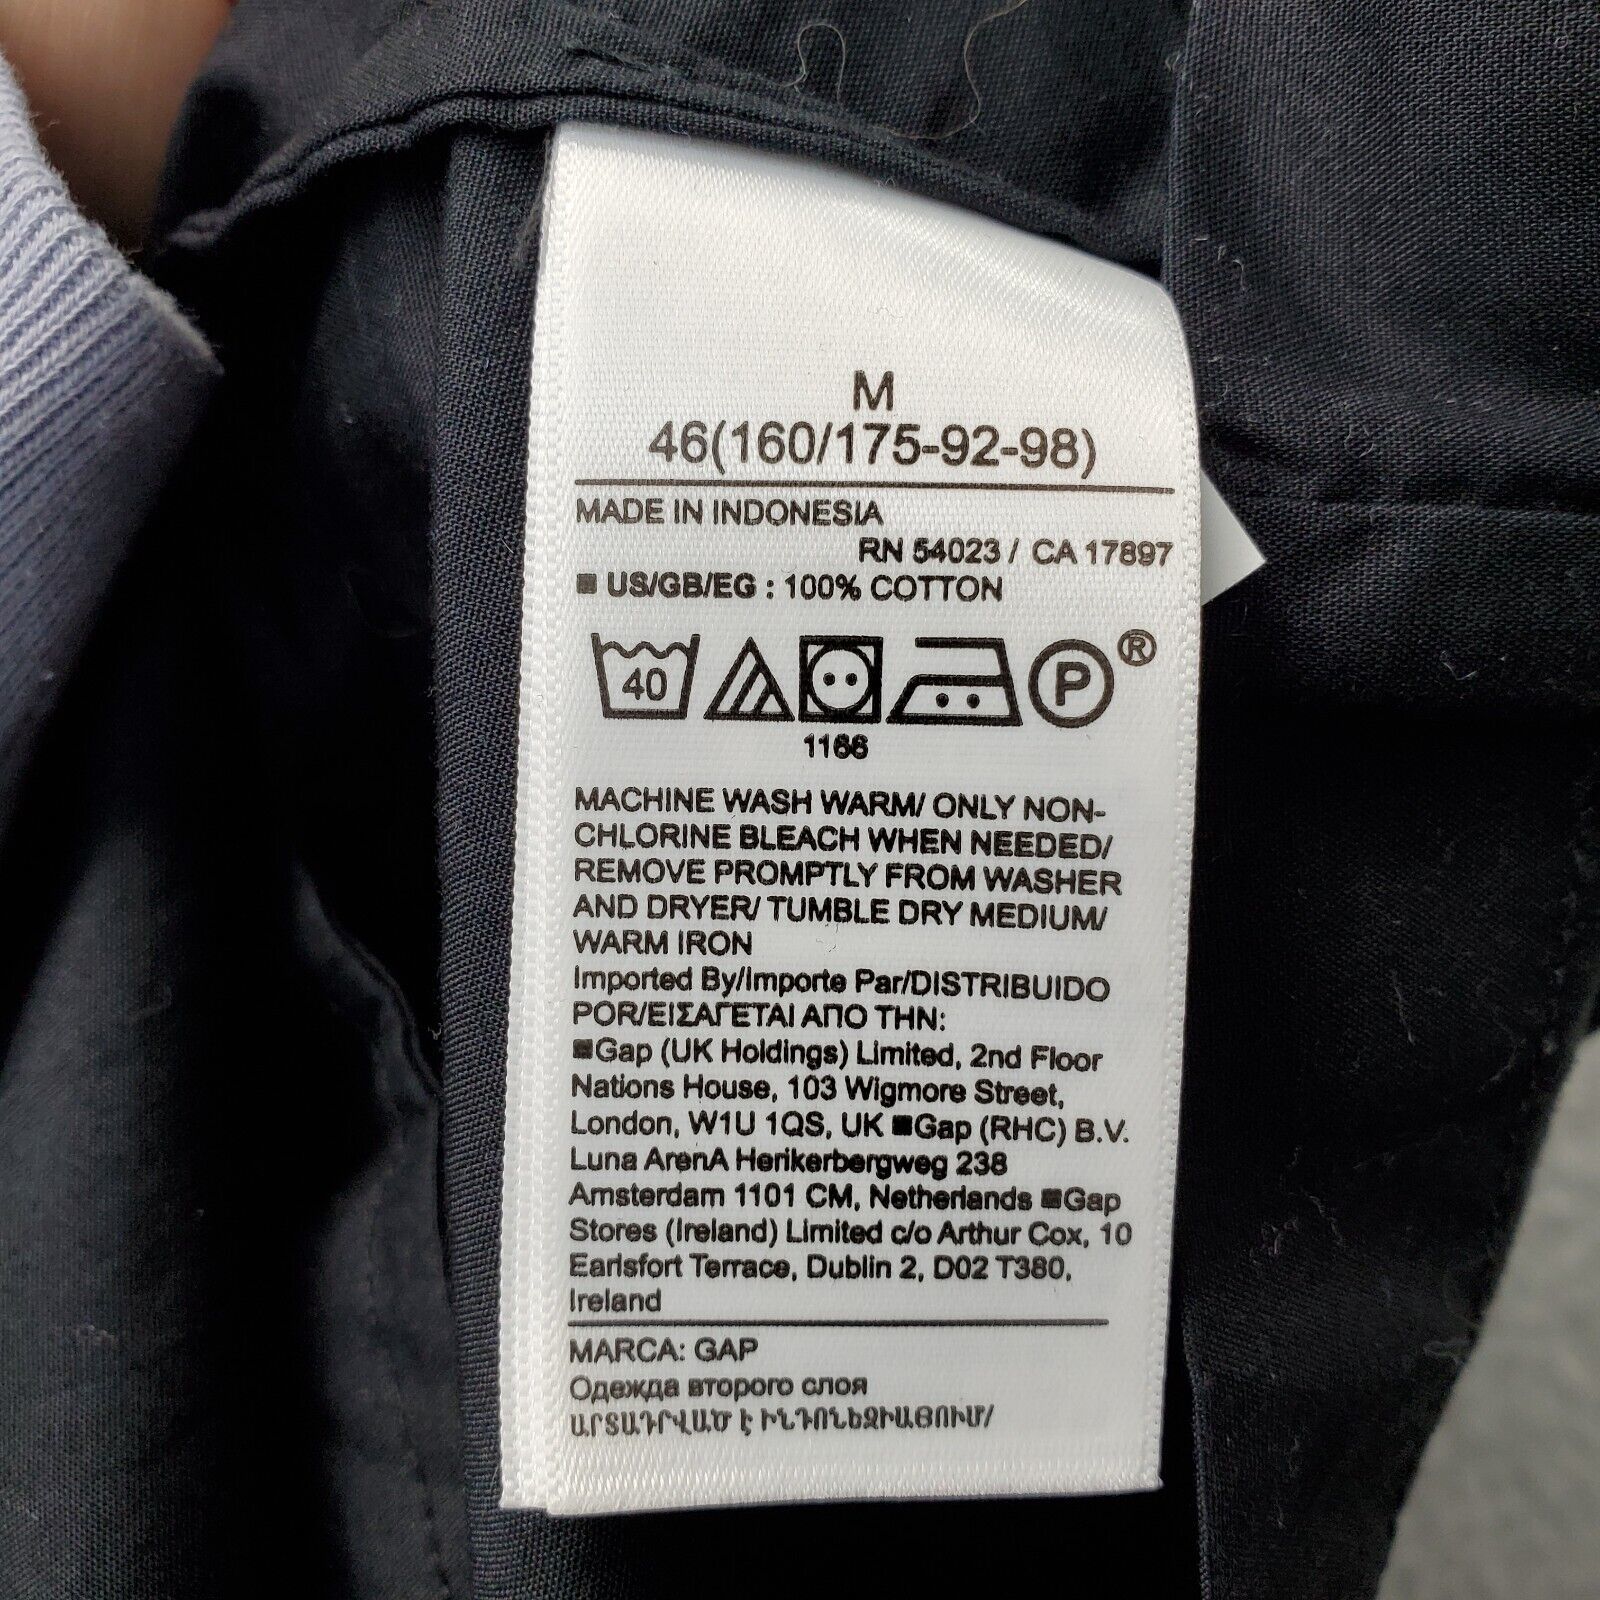 M
46(160/175-92-98)
MADE IN INDONESIA
RN 54023 / CA 17897
US/GB/EG : 100% COTTON
40 P ®
1166
MACHINE WASH WARM/ ONLY NON-
CHLORINE BLEACH WHEN NEEDED/
REMOVE PROMPTLY FROM WASHER
AND DRYER/ TUMBLE DRY MEDIUM/
WARM IRON
Imported By/Importe Par/DISTRIBUIDO
POR/ΕΙΣΑΓΕΤΑΙ ΑΠΟ ΤΗΝ:
■Gap (UK Holdings) Limited, 2nd Floor
Nations House, 103 Wigmore Street,
London, W1U 1QS, UK ■Gap (RHC) B.V.
Luna ArenA Herikerbergweg 238
Amsterdam 1101 CM, Netherlands ■Gap
Stores (Ireland) Limited c/o Arthur Cox, 10
Earlsfort Terrace, Dublin 2, D02 T380,
Ireland
MARCA: GAP
Одежда второго слоя
ԱՐՏԱԴՐՎԱԾ է ԻՆԴՈՆԵԶԻԱՅՈՒՄ/